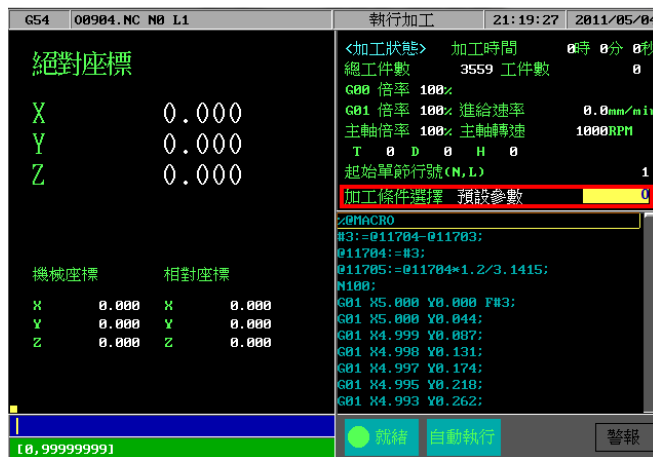 G54 O0904.NC N0 L1 執行加工 21:19:27 2011/05/04
絕對座標
X 0.000
Y 0.000
Z 0.000
機械座標 相對座標
X 0.000 X 0.000
Y 0.000 Y 0.000
Z 0.000 Z 0.000
[0,99999999]
<加工狀態> 加工時間 0時 0分 0秒
總工件數 3559 工件數 0
G00 倍率 100%
G01 倍率 100% 進給速率 0.0mm/min
主軸倍率 100% 主軸轉速 1000RPM
T 0 D 0 H 0
起始單節行號(N,L) 1
加工條件選擇 預設參數 0
%@MACRO
#3:=@11704-@11703;
@11704:=#3;
@11705:=@11704*1.2/3.1415;
N100;
G01 X5.000 Y0.000 F#3;
G01 X5.000 Y0.044;
G01 X4.999 Y0.087;
G01 X4.998 Y0.131;
G01 X4.997 Y0.174;
G01 X4.995 Y0.218;
G01 X4.993 Y0.262;
就緒 自動執行 警報